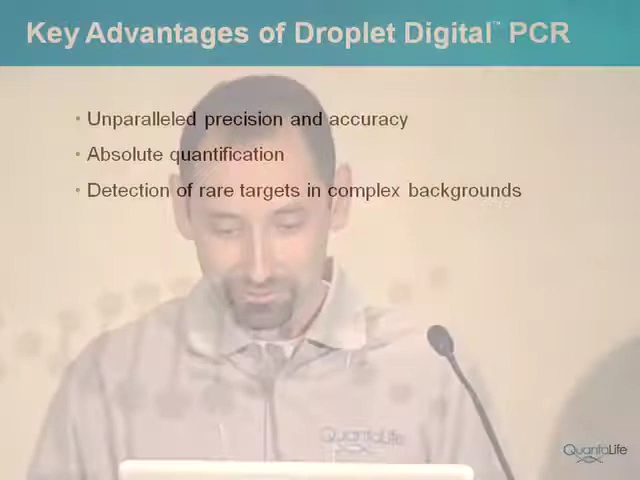 Key Advantages of Droplet Digital™ PCR
• Unparalleled precision and accuracy
• Absolute quantification
• Detection of rare targets in complex backgrounds
QuantaLife
QuantaLife